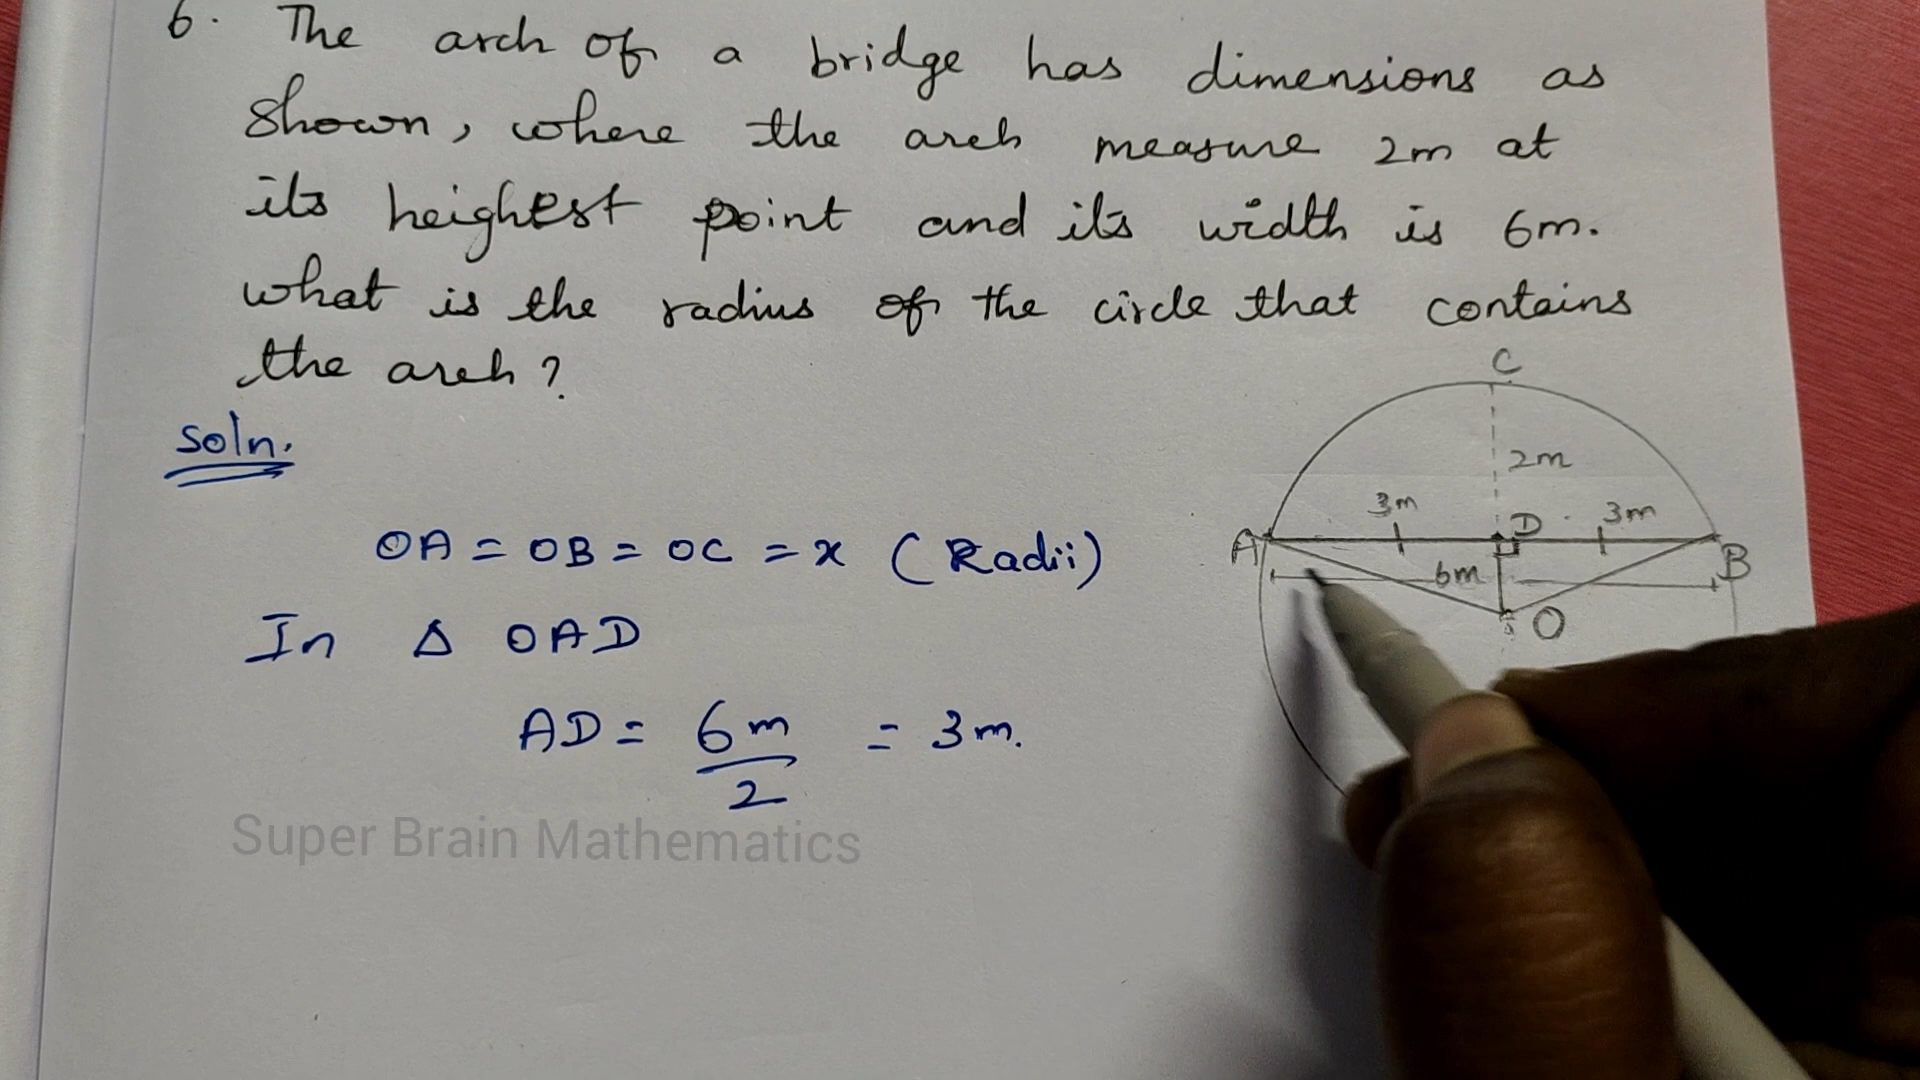 6. The arch of a bridge has dimensions as
shown, where the arch measure 2m at
its heighest point and its width is 6m.
what is the radius of the circle that contains
the arch?
C
soln.
2m
3m
D
3m
A
B
OA = OB = OC = x (Radii)
6m
O
In Δ OAD
AD = 6m/2 = 3m.
Super Brain Mathematics